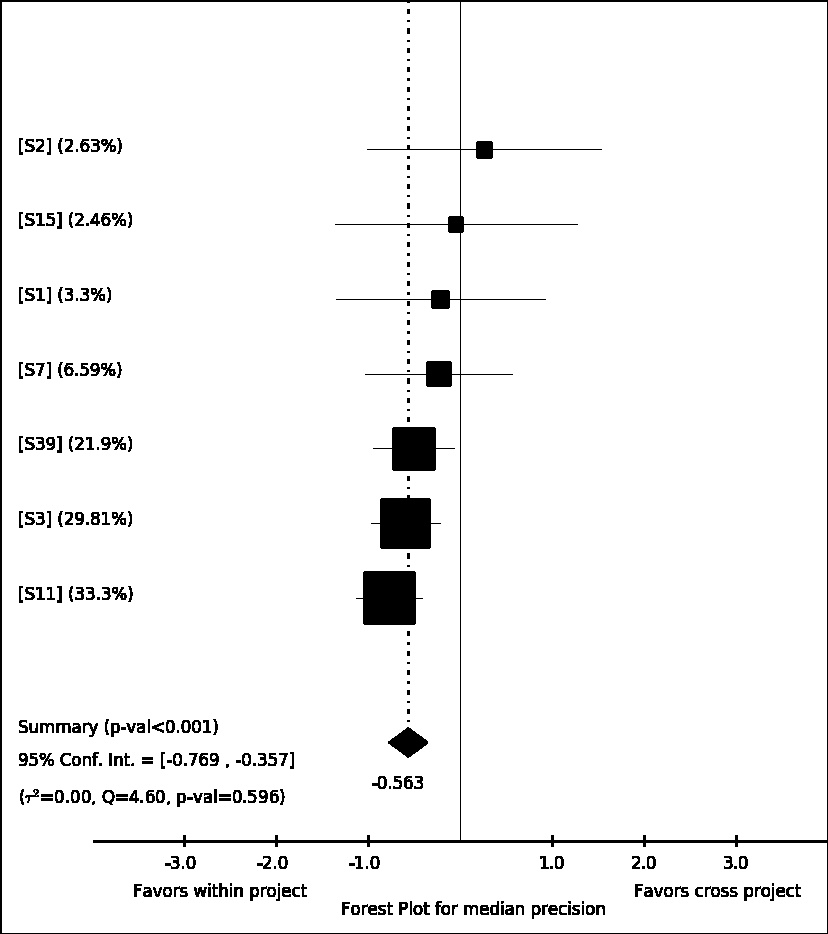 [S2] (2.63%)
[S15] (2.46%)
[S1] (3.3%)
[S7] (6.59%)
[S39] (21.9%)
[S3] (29.81%)
[S11] (33.3%)
Summary (p-val<0.001)
95% Conf. Int. = [-0.769 , -0.357]
-0.563
(τ²=0.00, Q=4.60, p-val=0.596)
-3.0 -2.0 -1.0 1.0 2.0 3.0
Favors within project Favors cross project
Forest Plot for median precision